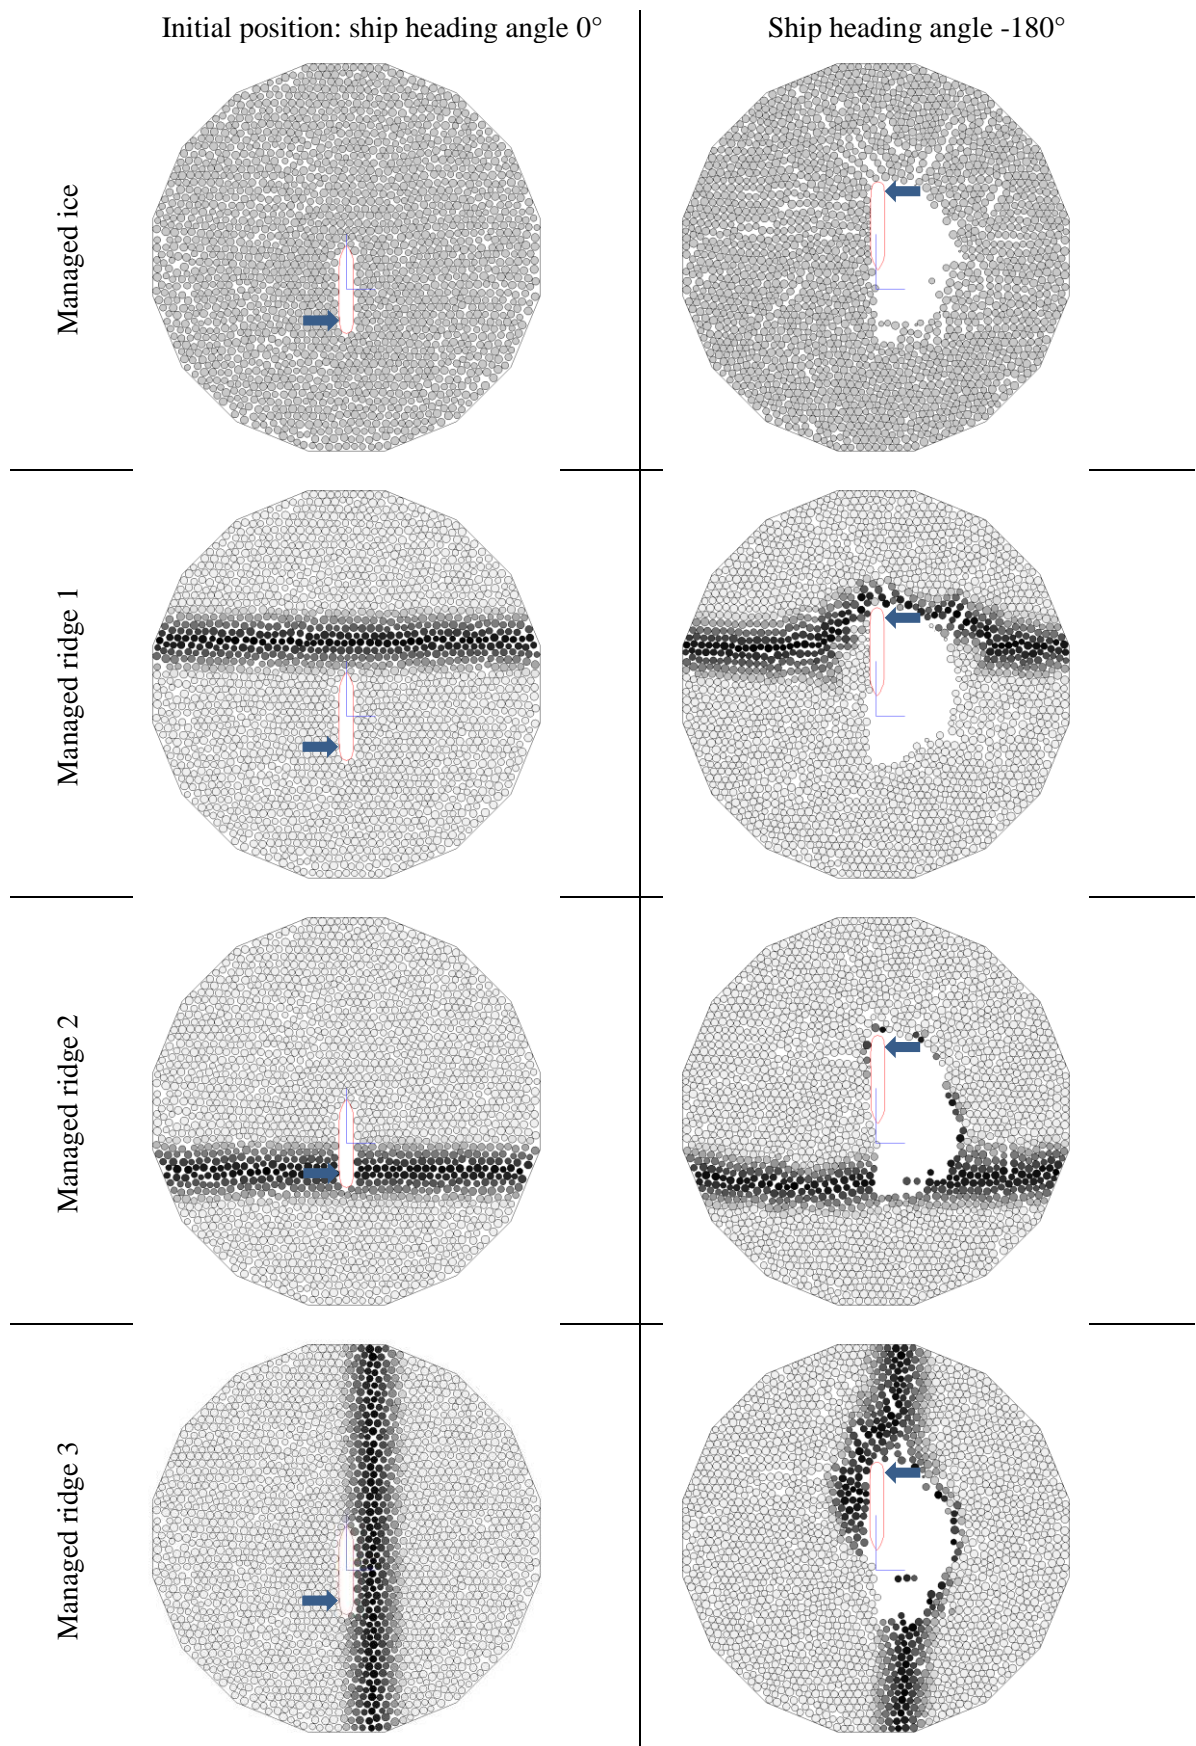 Initial position: ship heading angle 0°
Ship heading angle -180°
Managed ice
Managed ridge 1
Managed ridge 2
Managed ridge 3